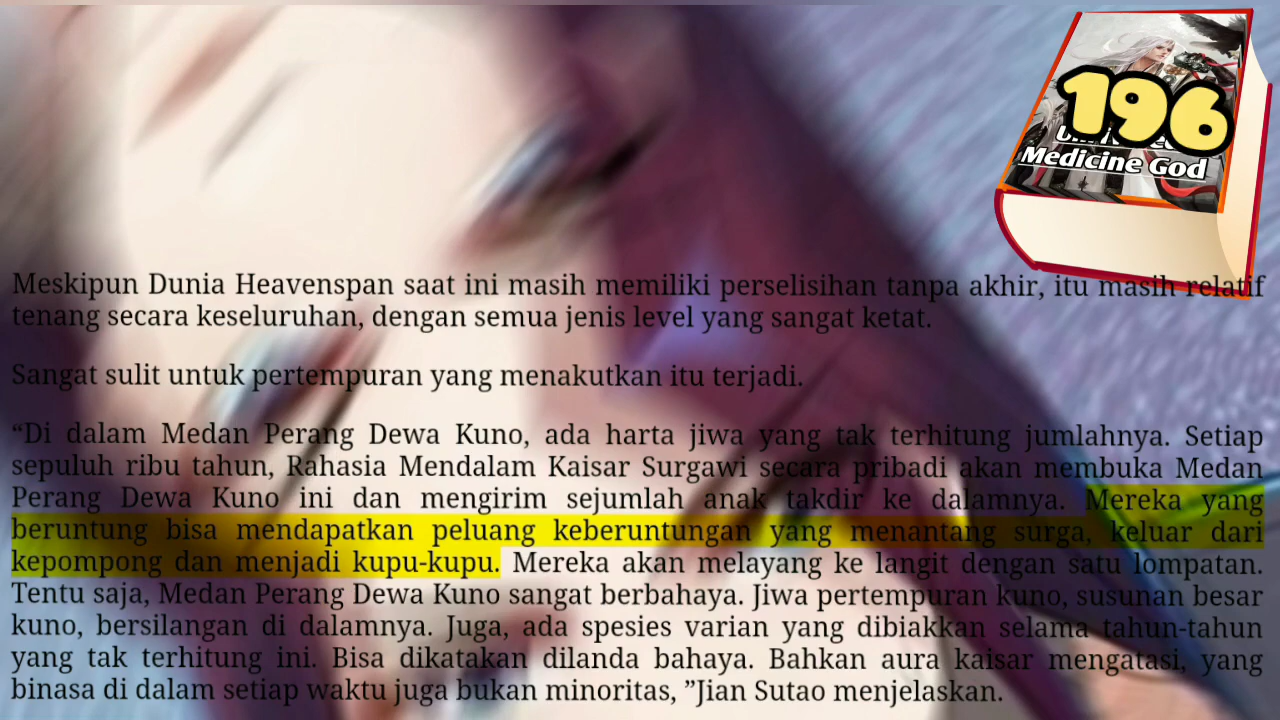 196
Medicine God
Meskipun Dunia Heavenspan saat ini masih memiliki perselisihan tanpa akhir, itu masih relatif
tenang secara keseluruhan, dengan semua jenis level yang sangat ketat.
Sangat sulit untuk pertempuran yang menakutkan itu terjadi.
“Di dalam Medan Perang Dewa Kuno, ada harta jiwa yang tak terhitung jumlahnya. Setiap
sepuluh ribu tahun, Rahasia Mendalam Kaisar Surgawi secara pribadi akan membuka Medan
Perang Dewa Kuno ini dan mengirim sejumlah anak takdir ke dalamnya. Mereka yang
beruntung bisa mendapatkan peluang keberuntungan yang menantang surga, keluar dari
kepompong dan menjadi kupu-kupu. Mereka akan melayang ke langit dengan satu lompatan.
Tentu saja, Medan Perang Dewa Kuno sangat berbahaya. Jiwa pertempuran kuno, susunan besar
kuno, bersilangan di dalamnya. Juga, ada spesies varian yang dibiakkan selama tahun-tahun
yang tak terhitung ini. Bisa dikatakan dilanda bahaya. Bahkan aura kaisar mengatasi, yang
binasa di dalam setiap waktu juga bukan minoritas, ”Jian Sutao menjelaskan.